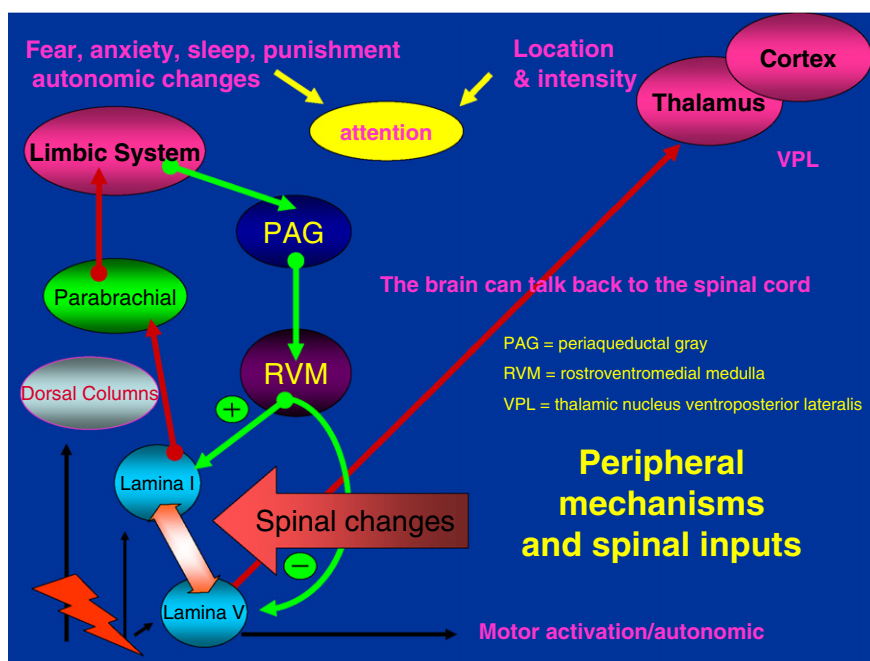 Fear, anxiety, sleep, punishment
autonomic changes
Location
& intensity
Cortex
Thalamus
attention
Limbic System
VPL
PAG
Parabrachial
The brain can talk back to the spinal cord
PAG = periaqueductal gray
RVM
RVM = rostroventromedial medulla
Dorsal Columns
VPL = thalamic nucleus ventroposterior lateralis
+
Lamina I
Peripheral
mechanisms
and spinal inputs
Spinal changes
−
Lamina V
Motor activation/autonomic